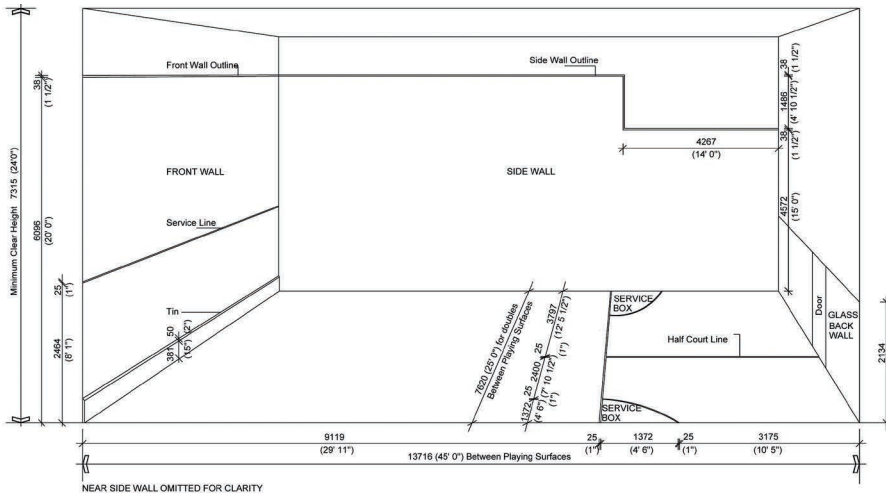 Front Wall Outline
Side Wall Outline
38
(1 1/2")
38
(1 1/2")
1486
(4' 10 1/2")
38
(1 1/2")
4267
(14' 0")
Minimum Clear Height 7315 (24'0")
FRONT WALL
SIDE WALL
6096
(20' 0")
4572
(15' 0")
Service Line
25
(1")
Tin
50
(2")
381
(15")
2464
(8' 1")
7620 (25' 0") for doubles
Between Playing Surfaces
3797
(12' 5 1/2")
25
(1")
2400
(7' 10 1/2")
25
(1")
1372
(4' 6")
SERVICE
BOX
Half Court Line
Door
GLASS
BACK
WALL
2134
SERVICE
BOX
9119
(29' 11")
25
(1")
1372
(4' 6")
25
(1")
3175
(10' 5")
13716 (45' 0") Between Playing Surfaces
NEAR SIDE WALL OMITTED FOR CLARITY